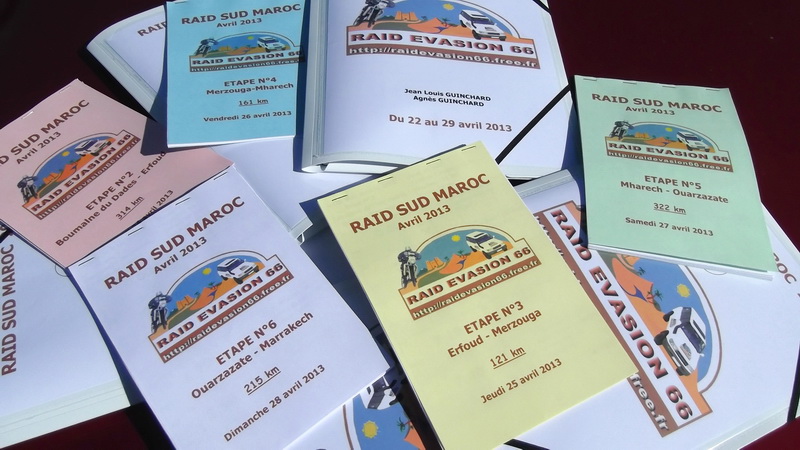 RAID
RAID SUD MAROC
Avril 2013
RAID EVASION 66
ETAPE N°4
Merzouga-Mharech
161 km
Vendredi 26 avril 2013
RAID EVASION 66
http://raidevasion66.free.fr
Jean Louis GUINCHARD
Agnès GUINCHARD
Du 22 au 29 avril 2013
RAID SUD MAROC
Avril 2013
RAID EVASION 66
http://raidevasion66.free.fr
ETAPE N°5
Mharech - Ouarzazate
322 km
Samedi 27 avril 2013
RAID SUD MAROC
Avril 2013
RAID EVASION 66
http://raidevasion66.free.fr
ETAPE N°2
Boumalne du Dades - Erfoud
314 km
avril 2013
RAID SUD MAROC
Avril 2013
RAID EVASION 66
http://raidevasion66.free.fr
ETAPE N°6
Ouarzazate - Marrakech
215 km
Dimanche 28 avril 2013
RAID SUD MAROC
Avril 2013
RAID EVASION 66
http://raidevasion66.free.fr
ETAPE N°3
Erfoud - Merzouga
121 km
Jeudi 25 avril 2013
RAID SUD MAROC
RAID EVASION 66
free.fr